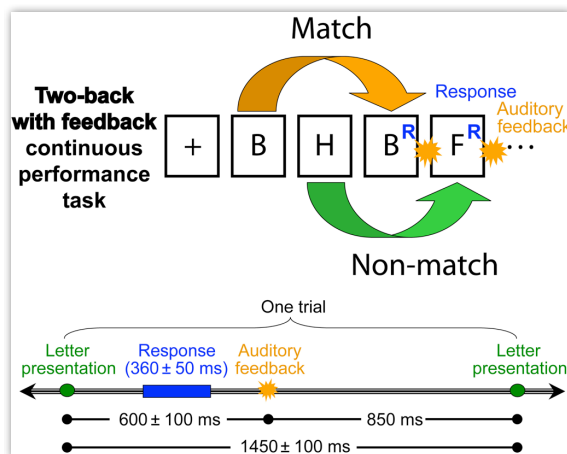 Match
Two-back
with feedback
continuous
performance
task
Response
Auditory
feedback
+ B H B R F R ...
Non-match
One trial
Letter
presentation
Response
(360 ± 50 ms)
Auditory
feedback
Letter
presentation
600 ± 100 ms
850 ms
1450 ± 100 ms